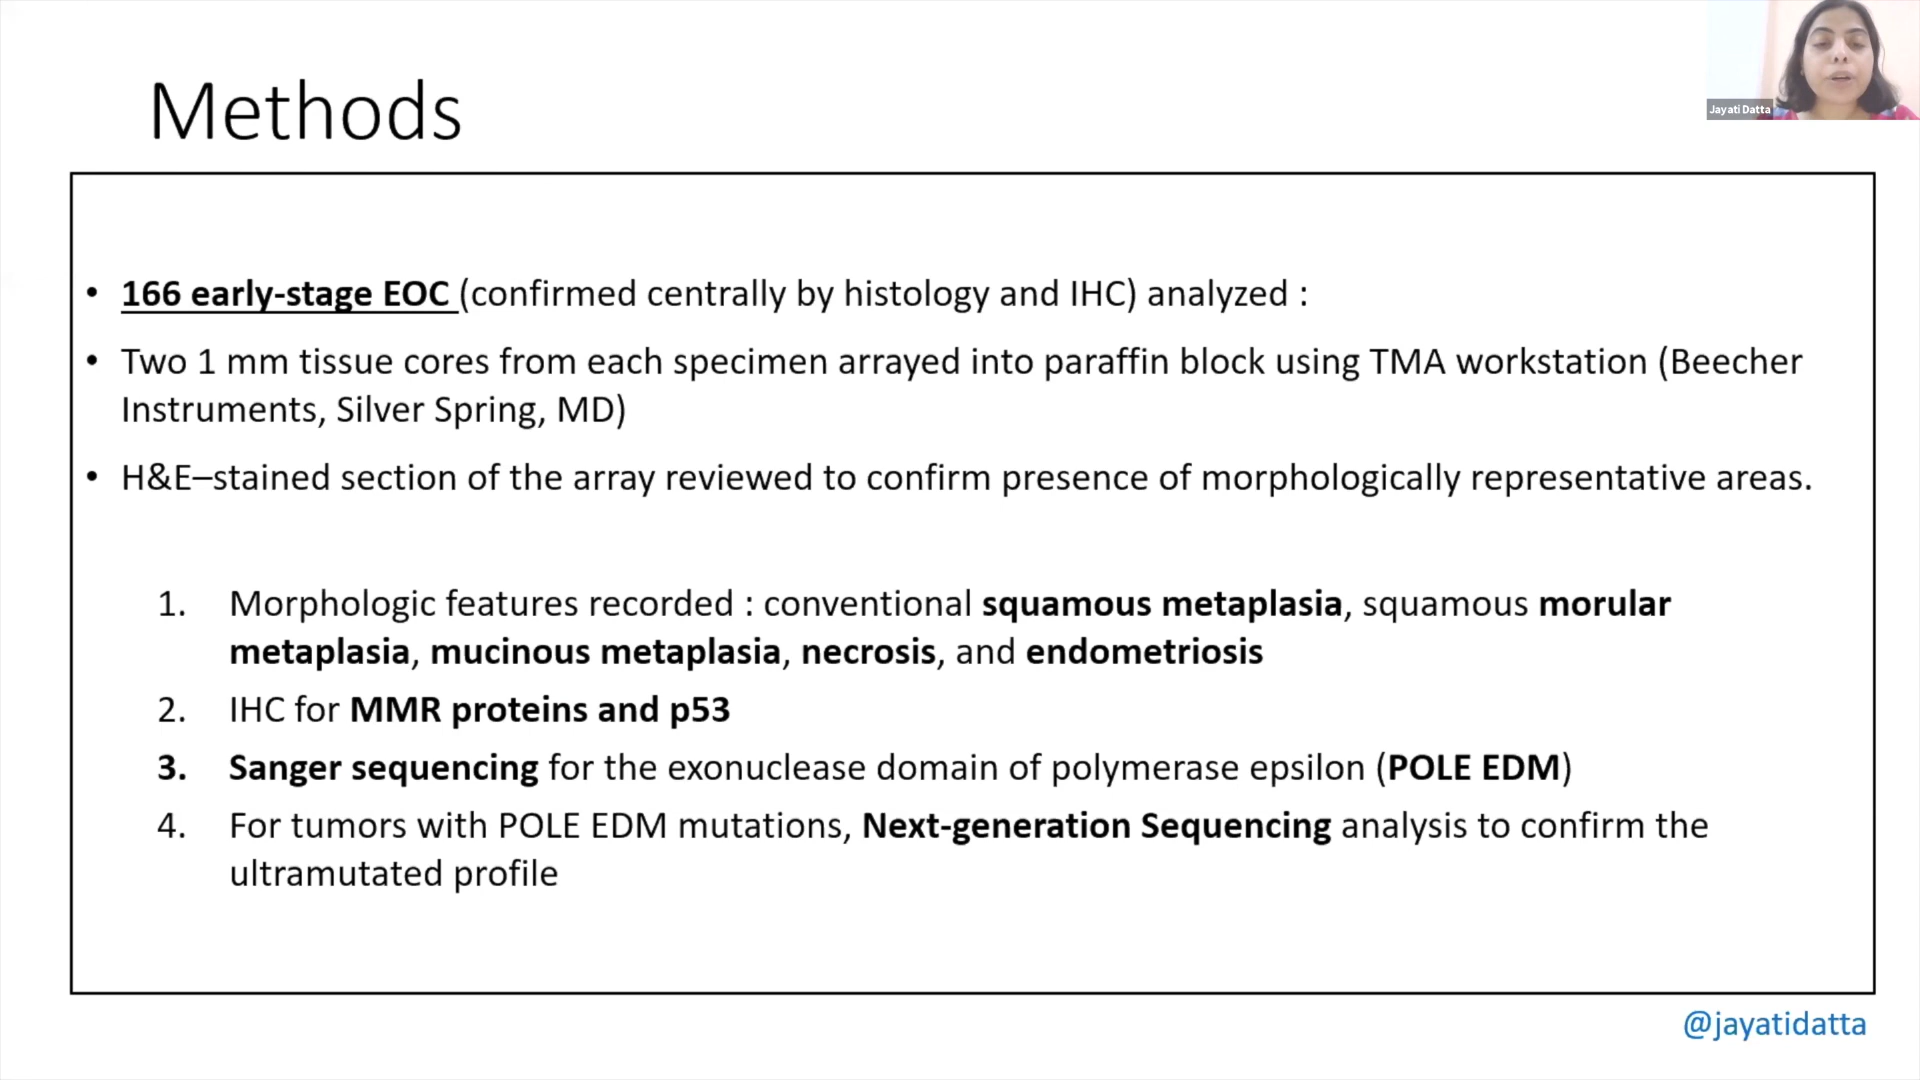 Jayati Datta
Methods
• 166 early-stage EOC (confirmed centrally by histology and IHC) analyzed :
• Two 1 mm tissue cores from each specimen arrayed into paraffin block using TMA workstation (Beecher
Instruments, Silver Spring, MD)
• H&E–stained section of the array reviewed to confirm presence of morphologically representative areas.
1. Morphologic features recorded : conventional squamous metaplasia, squamous morular
metaplasia, mucinous metaplasia, necrosis, and endometriosis
2. IHC for MMR proteins and p53
3. Sanger sequencing for the exonuclease domain of polymerase epsilon (POLE EDM)
4. For tumors with POLE EDM mutations, Next-generation Sequencing analysis to confirm the
ultramutated profile
@jayatidatta